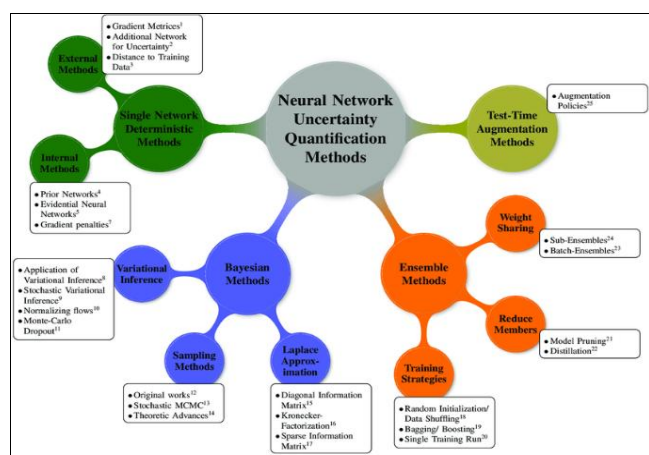 Neural Network
Uncertainty
Quantification
Methods
Single Network
Deterministic
Methods
External
Methods
• Gradient Metrices¹
• Additional Network
for Uncertainty²
• Distance to Training
Data³
Internal
Methods
• Prior Networks⁴
• Evidential Neural
Networks⁵
• Gradient penalties⁷
Bayesian
Methods
Variational
Inference
• Application of
Variational Inference⁸
• Stochastic Variational
Inference⁹
• Normalizing flows¹⁰
• Monte-Carlo
Dropout¹¹
Sampling
Methods
• Original works¹²
• Stochastic MCMC¹³
• Theoretic Advances¹⁴
Laplace
Approx-
imation
• Diagonal Information
Matrix¹⁵
• Kronecker-
Factorization¹⁶
• Sparse Information
Matrix¹⁷
Ensemble
Methods
Training
Strategies
• Random Initialization/
Data Shuffling¹⁸
• Bagging/ Boosting¹⁹
• Single Training Run²⁰
Reduce
Members
• Model Pruning²¹
• Distillation²²
Weight
Sharing
• Sub-Ensembles²⁴
• Batch-Ensembles²³
Test-Time
Augmentation
Methods
• Augmentation
Policies²⁵